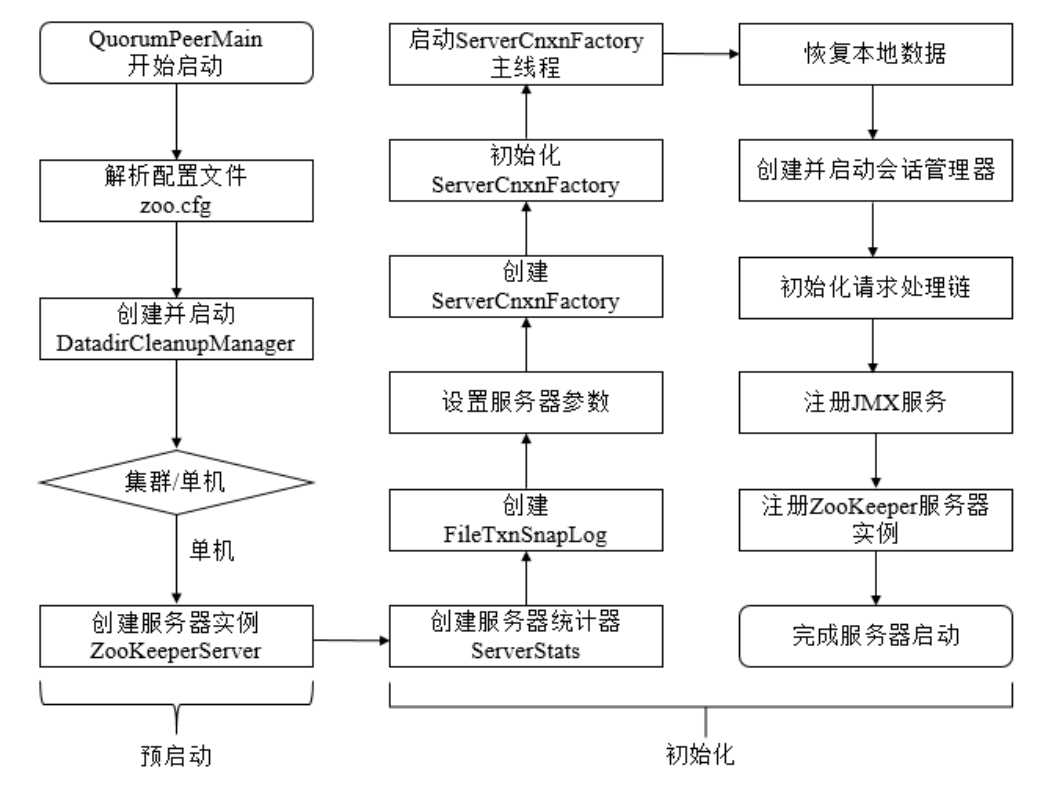 QuorumPeerMain
开始启动
解析配置文件
zoo.cfg
创建并启动
DatadirCleanupManager
集群/单机
单机
创建服务器实例
ZooKeeperServer
预启动
创建服务器统计器
ServerStats
创建
FileTxnSnapLog
设置服务器参数
创建
ServerCnxnFactory
初始化
ServerCnxnFactory
启动ServerCnxnFactory
主线程
恢复本地数据
创建并启动会话管理器
初始化请求处理链
注册JMX服务
注册ZooKeeper服务器
实例
完成服务器启动
初始化